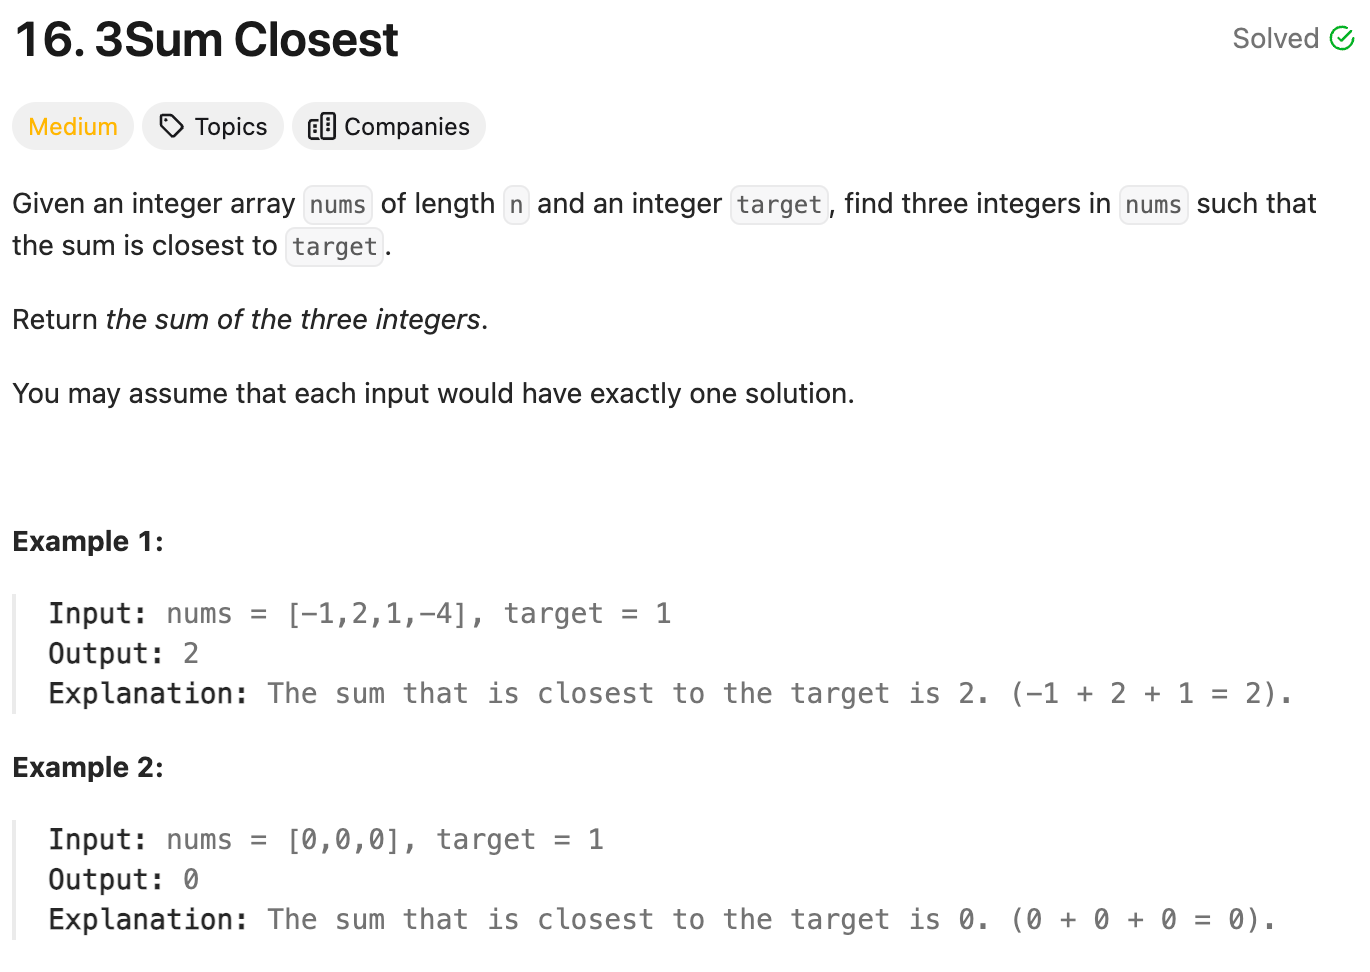 16. 3Sum Closest
Solved
Medium
Topics
Companies
Given an integer array nums of length n and an integer target, find three integers in nums such that
the sum is closest to target.
Return the sum of the three integers.
You may assume that each input would have exactly one solution.
Example 1:
Input: nums = [-1,2,1,-4], target = 1
Output: 2
Explanation: The sum that is closest to the target is 2. (-1 + 2 + 1 = 2).
Example 2:
Input: nums = [0,0,0], target = 1
Output: 0
Explanation: The sum that is closest to the target is 0. (0 + 0 + 0 = 0).